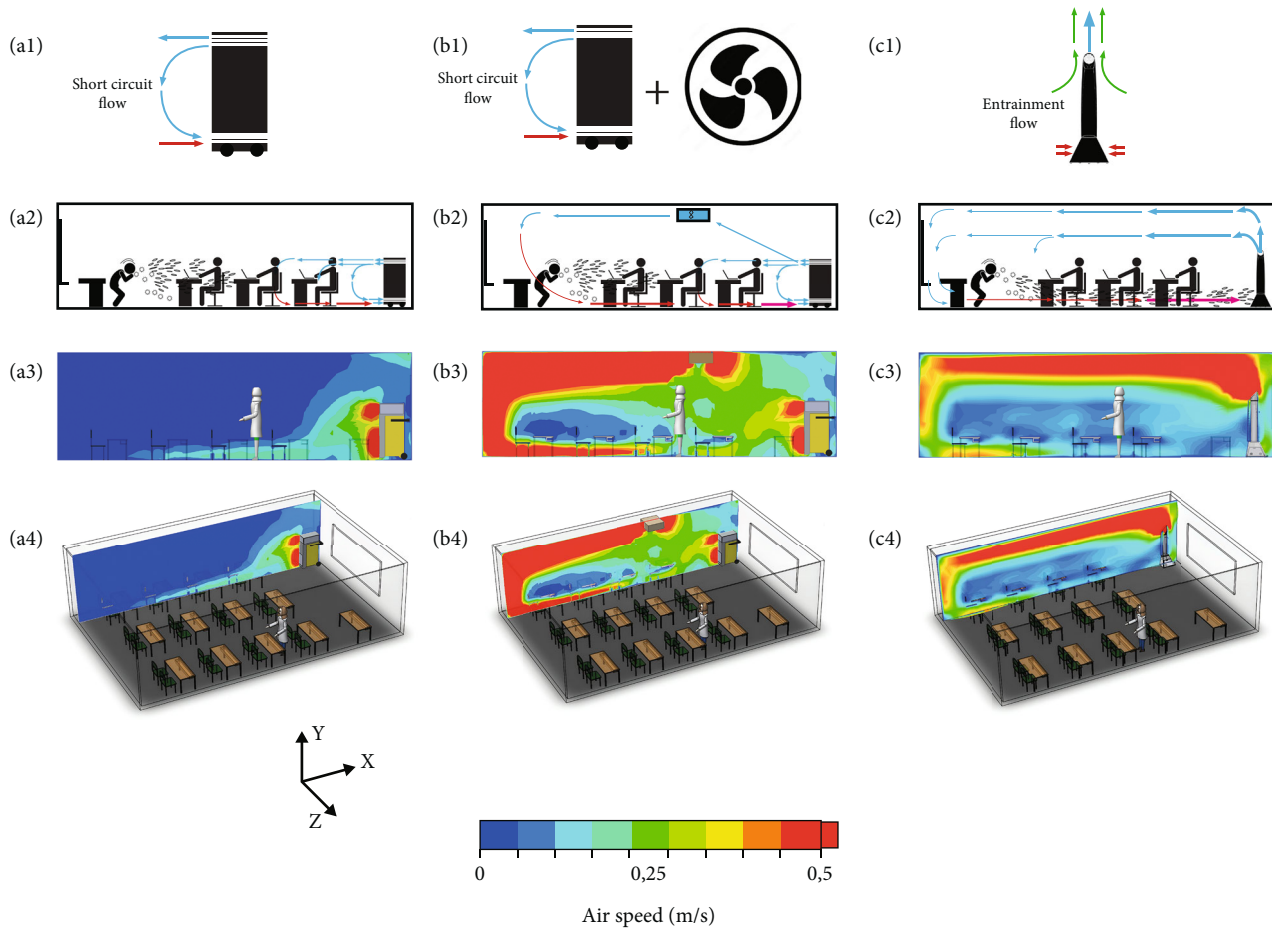 (a1)
Short circuit
flow
(b1)
Short circuit
flow
+
(c1)
Entrainment
flow
(a2)
(b2)
(c2)
(a3)
(b3)
(c3)
(a4)
(b4)
(c4)
Y
X
Z
0
0,25
0,5
Air speed (m/s)